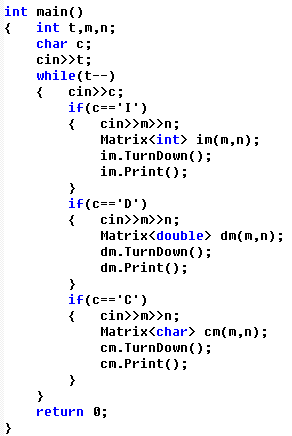 int main()
{   int t,m,n;
    char c;
    cin>>t;
    while(t--)
    {   cin>>c;
        if(c=='I')
        {   cin>>m>>n;
            Matrix<int> im(m,n);
            im.TurnDown();
            im.Print();
        }
        if(c=='D')
        {   cin>>m>>n;
            Matrix<double> dm(m,n);
            dm.TurnDown();
            dm.Print();
        }
        if(c=='C')
        {   cin>>m>>n;
            Matrix<char> cm(m,n);
            cm.TurnDown();
            cm.Print();
        }
    }
    return 0;
}